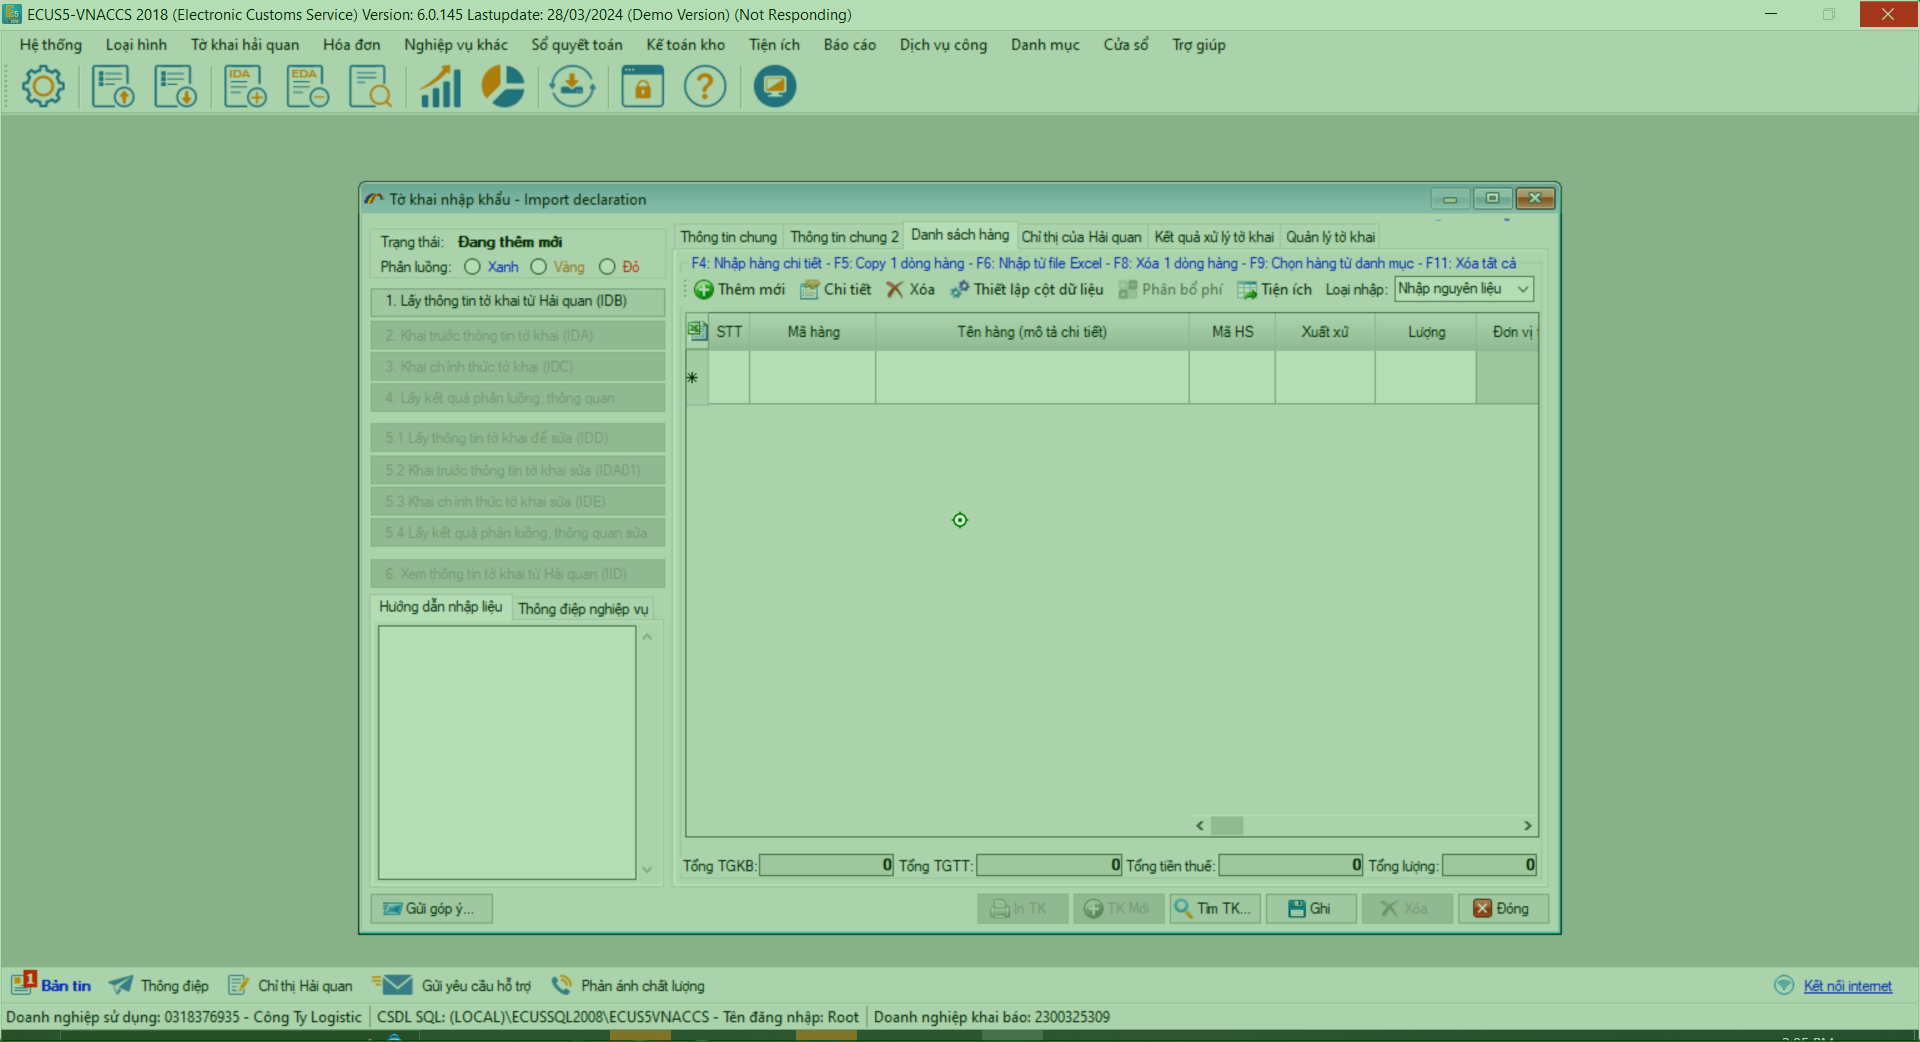 ECUS5-VNACCS 2018 (Electronic Customs Service) Version: 6.0.145 Lastupdate: 28/03/2024 (Demo Version) (Not Responding)
Hệ thống Loại hình Tờ khai hải quan Hóa đơn Nghiệp vụ khác Sổ quyết toán Kế toán kho Tiện ích Báo cáo Dịch vụ công Danh mục Cửa sổ Trợ giúp
IDA EDA
Tờ khai nhập khẩu - Import declaration
Trạng thái: Đang thêm mới
Phân luồng: Xanh Vàng Đỏ
1. Lấy thông tin tờ khai từ Hải quan (IDB)
2. Khai trước thông tin tờ khai (IDA)
3. Khai chính thức tờ khai (IDC)
4. Lấy kết quả phân luồng, thông quan
5.1 Lấy thông tin tờ khai để sửa (IDD)
5.2 Khai trước thông tin tờ khai sửa (IDA01)
5.3 Khai chính thức tờ khai sửa (IDE)
5.4 Lấy kết quả phân luồng, thông quan sửa
6. Xem thông tin tờ khai từ Hải quan (IID)
Hướng dẫn nhập liệu Thông điệp nghiệp vụ
Thông tin chung Thông tin chung 2 Danh sách hàng Chỉ thị của Hải quan Kết quả xử lý tờ khai Quản lý tờ khai
F4: Nhập hàng chi tiết - F5: Copy 1 dòng hàng - F6: Nhập từ file Excel - F8: Xóa 1 dòng hàng - F9: Chọn hàng từ danh mục - F11: Xóa tất cả
Thêm mới Chi tiết Xóa Thiết lập cột dữ liệu Phân bổ phí Tiện ích Loại nhập: Nhập nguyên liệu
STT Mã hàng Tên hàng (mô tả chi tiết) Mã HS Xuất xứ Lượng Đơn vị
Tổng TGKB: 0 Tổng TGTT: 0 Tổng tiền thuế: 0 Tổng lượng: 0
Gửi góp ý... In TK TK Mới Tìm TK... Ghi Xóa Đóng
1 Bản tin Thông điệp Chỉ thị Hải quan Gửi yêu cầu hỗ trợ Phản ánh chất lượng Kết nối internet
Doanh nghiệp sử dụng: 0318376935 - Công Ty Logistic CSDL SQL: (LOCAL)\ECUSSQL2008\ECUS5VNACCS - Tên đăng nhập: Root Doanh nghiệp khai báo: 2300325309